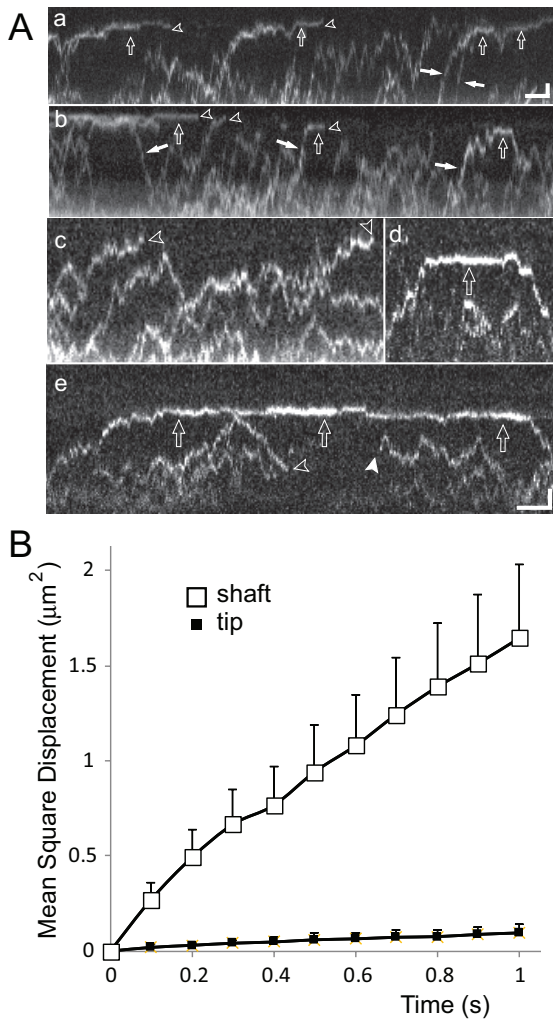 A
a
b
c
d
e
B
Mean Square Displacement (μm²)
2
1.5
1
0.5
0
shaft
tip
0 0.2 0.4 0.6 0.8 1
Time (s)